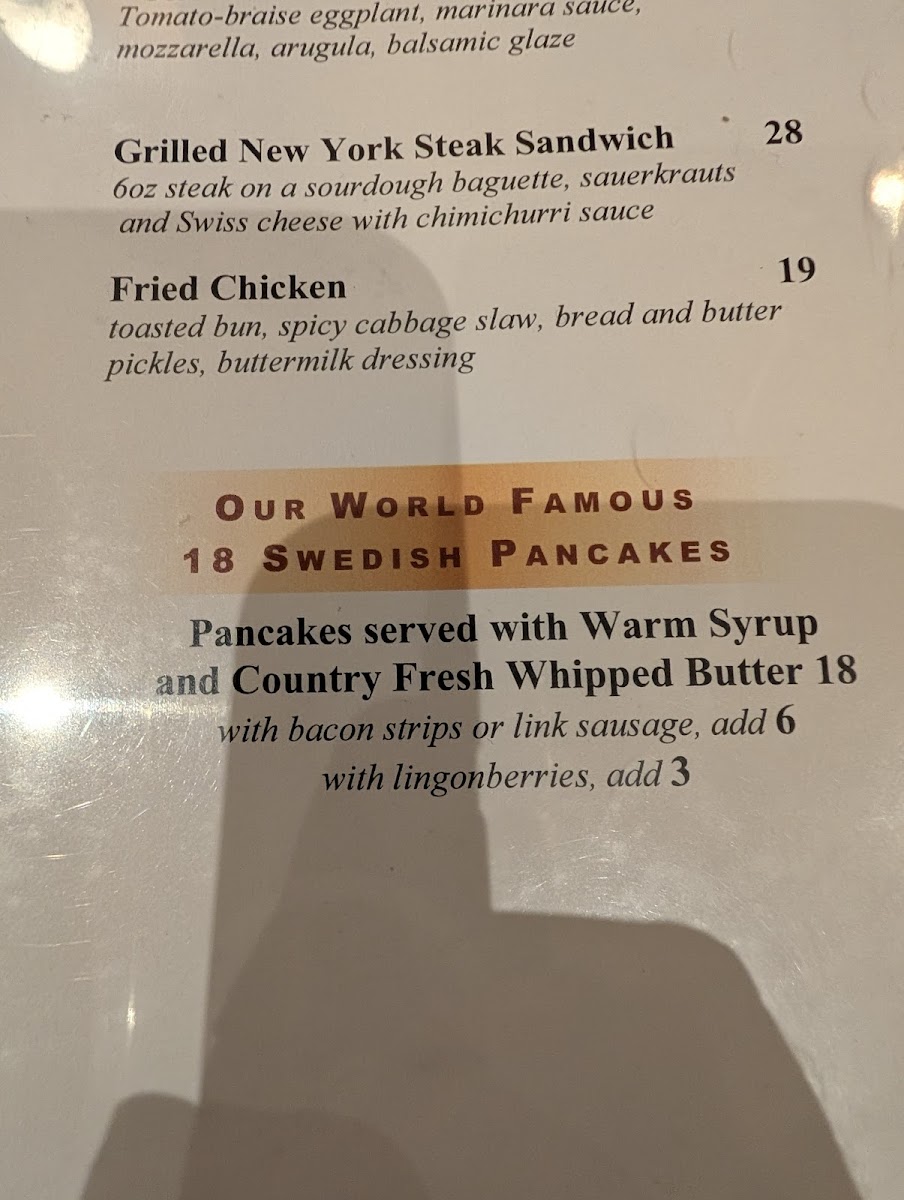 Tomato-braise eggplant, marinara sauce,
mozzarella, arugula, balsamic glaze
Grilled New York Steak Sandwich 28
6oz steak on a sourdough baguette, sauerkrauts
and Swiss cheese with chimichurri sauce
Fried Chicken 19
toasted bun, spicy cabbage slaw, bread and butter
pickles, buttermilk dressing
OUR WORLD FAMOUS
18 SWEDISH PANCAKES
Pancakes served with Warm Syrup
and Country Fresh Whipped Butter 18
with bacon strips or link sausage, add 6
with lingonberries, add 3